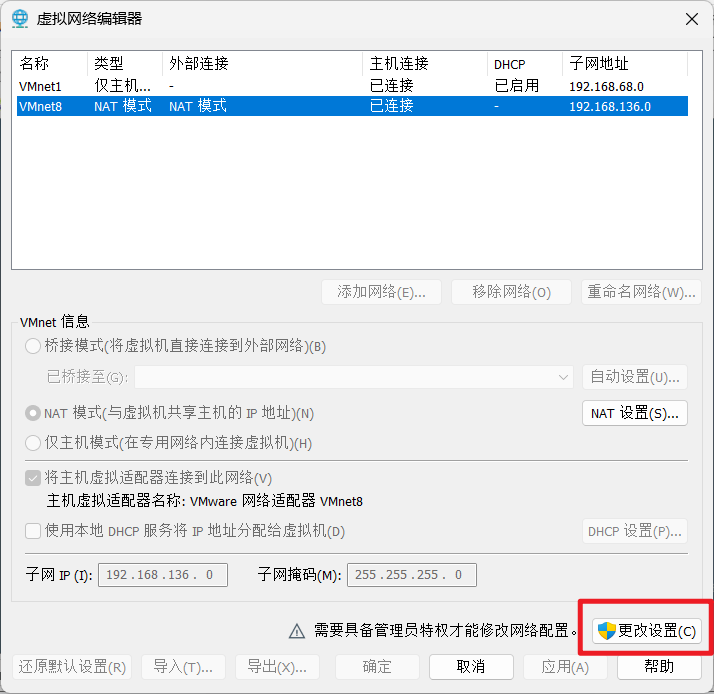 虚拟网络编辑器
名称 类型 外部连接 主机连接 DHCP 子网地址
VMnet1 仅主机... - 已连接 已启用 192.168.68.0
VMnet8 NAT 模式 NAT 模式 已连接 - 192.168.136.0
添加网络(E)... 移除网络(O) 重命名网络(W)...
VMnet 信息
桥接模式(将虚拟机直接连接到外部网络)(B)
已桥接至(G): 自动设置(U)...
NAT 模式(与虚拟机共享主机的 IP 地址)(N) NAT 设置(S)...
仅主机模式(在专用网络内连接虚拟机)(H)
将主机虚拟适配器连接到此网络(V)
主机虚拟适配器名称: VMware 网络适配器 VMnet8
使用本地 DHCP 服务将 IP 地址分配给虚拟机(D) DHCP 设置(P)...
子网 IP (I): 192.168.136. 0 子网掩码(M): 255.255.255. 0
需要具备管理员特权才能修改网络配置。 更改设置(C)
还原默认设置(R) 导入(T)... 导出(X)... 确定 取消 应用(A) 帮助